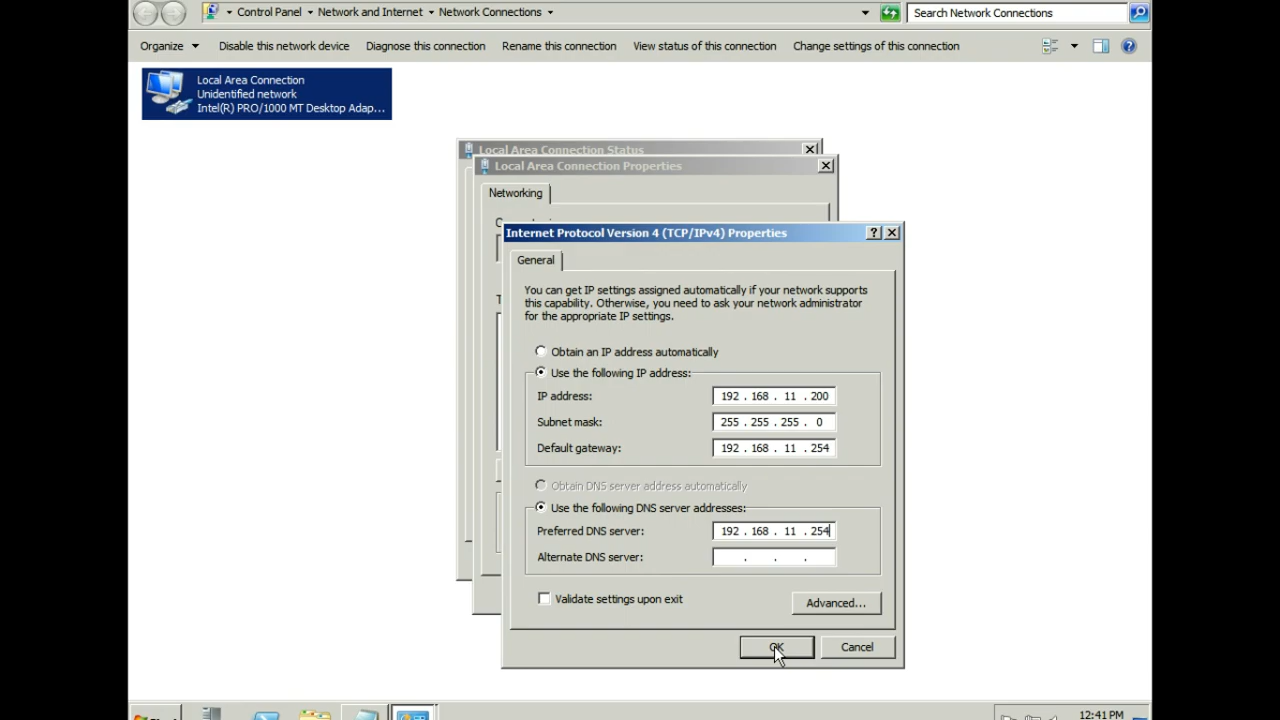 Control Panel
Network and Internet
Network Connections
Search Network Connections
Organize
Disable this network device
Diagnose this connection
Rename this connection
View status of this connection
Change settings of this connection
Local Area Connection
Unidentified network
Intel(R) PRO/1000 MT Desktop Adap...
Local Area Connection Status
Local Area Connection Properties
Networking
Internet Protocol Version 4 (TCP/IPv4) Properties
General
You can get IP settings assigned automatically if your network supports
this capability. Otherwise, you need to ask your network administrator
for the appropriate IP settings.
Obtain an IP address automatically
Use the following IP address:
IP address: 192 . 168 . 11 . 200
Subnet mask: 255 . 255 . 255 . 0
Default gateway: 192 . 168 . 11 . 254
Obtain DNS server address automatically
Use the following DNS server addresses:
Preferred DNS server: 192 . 168 . 11 . 254
Alternate DNS server: . . .
Validate settings upon exit
Advanced...
OK
Cancel
12:41 PM